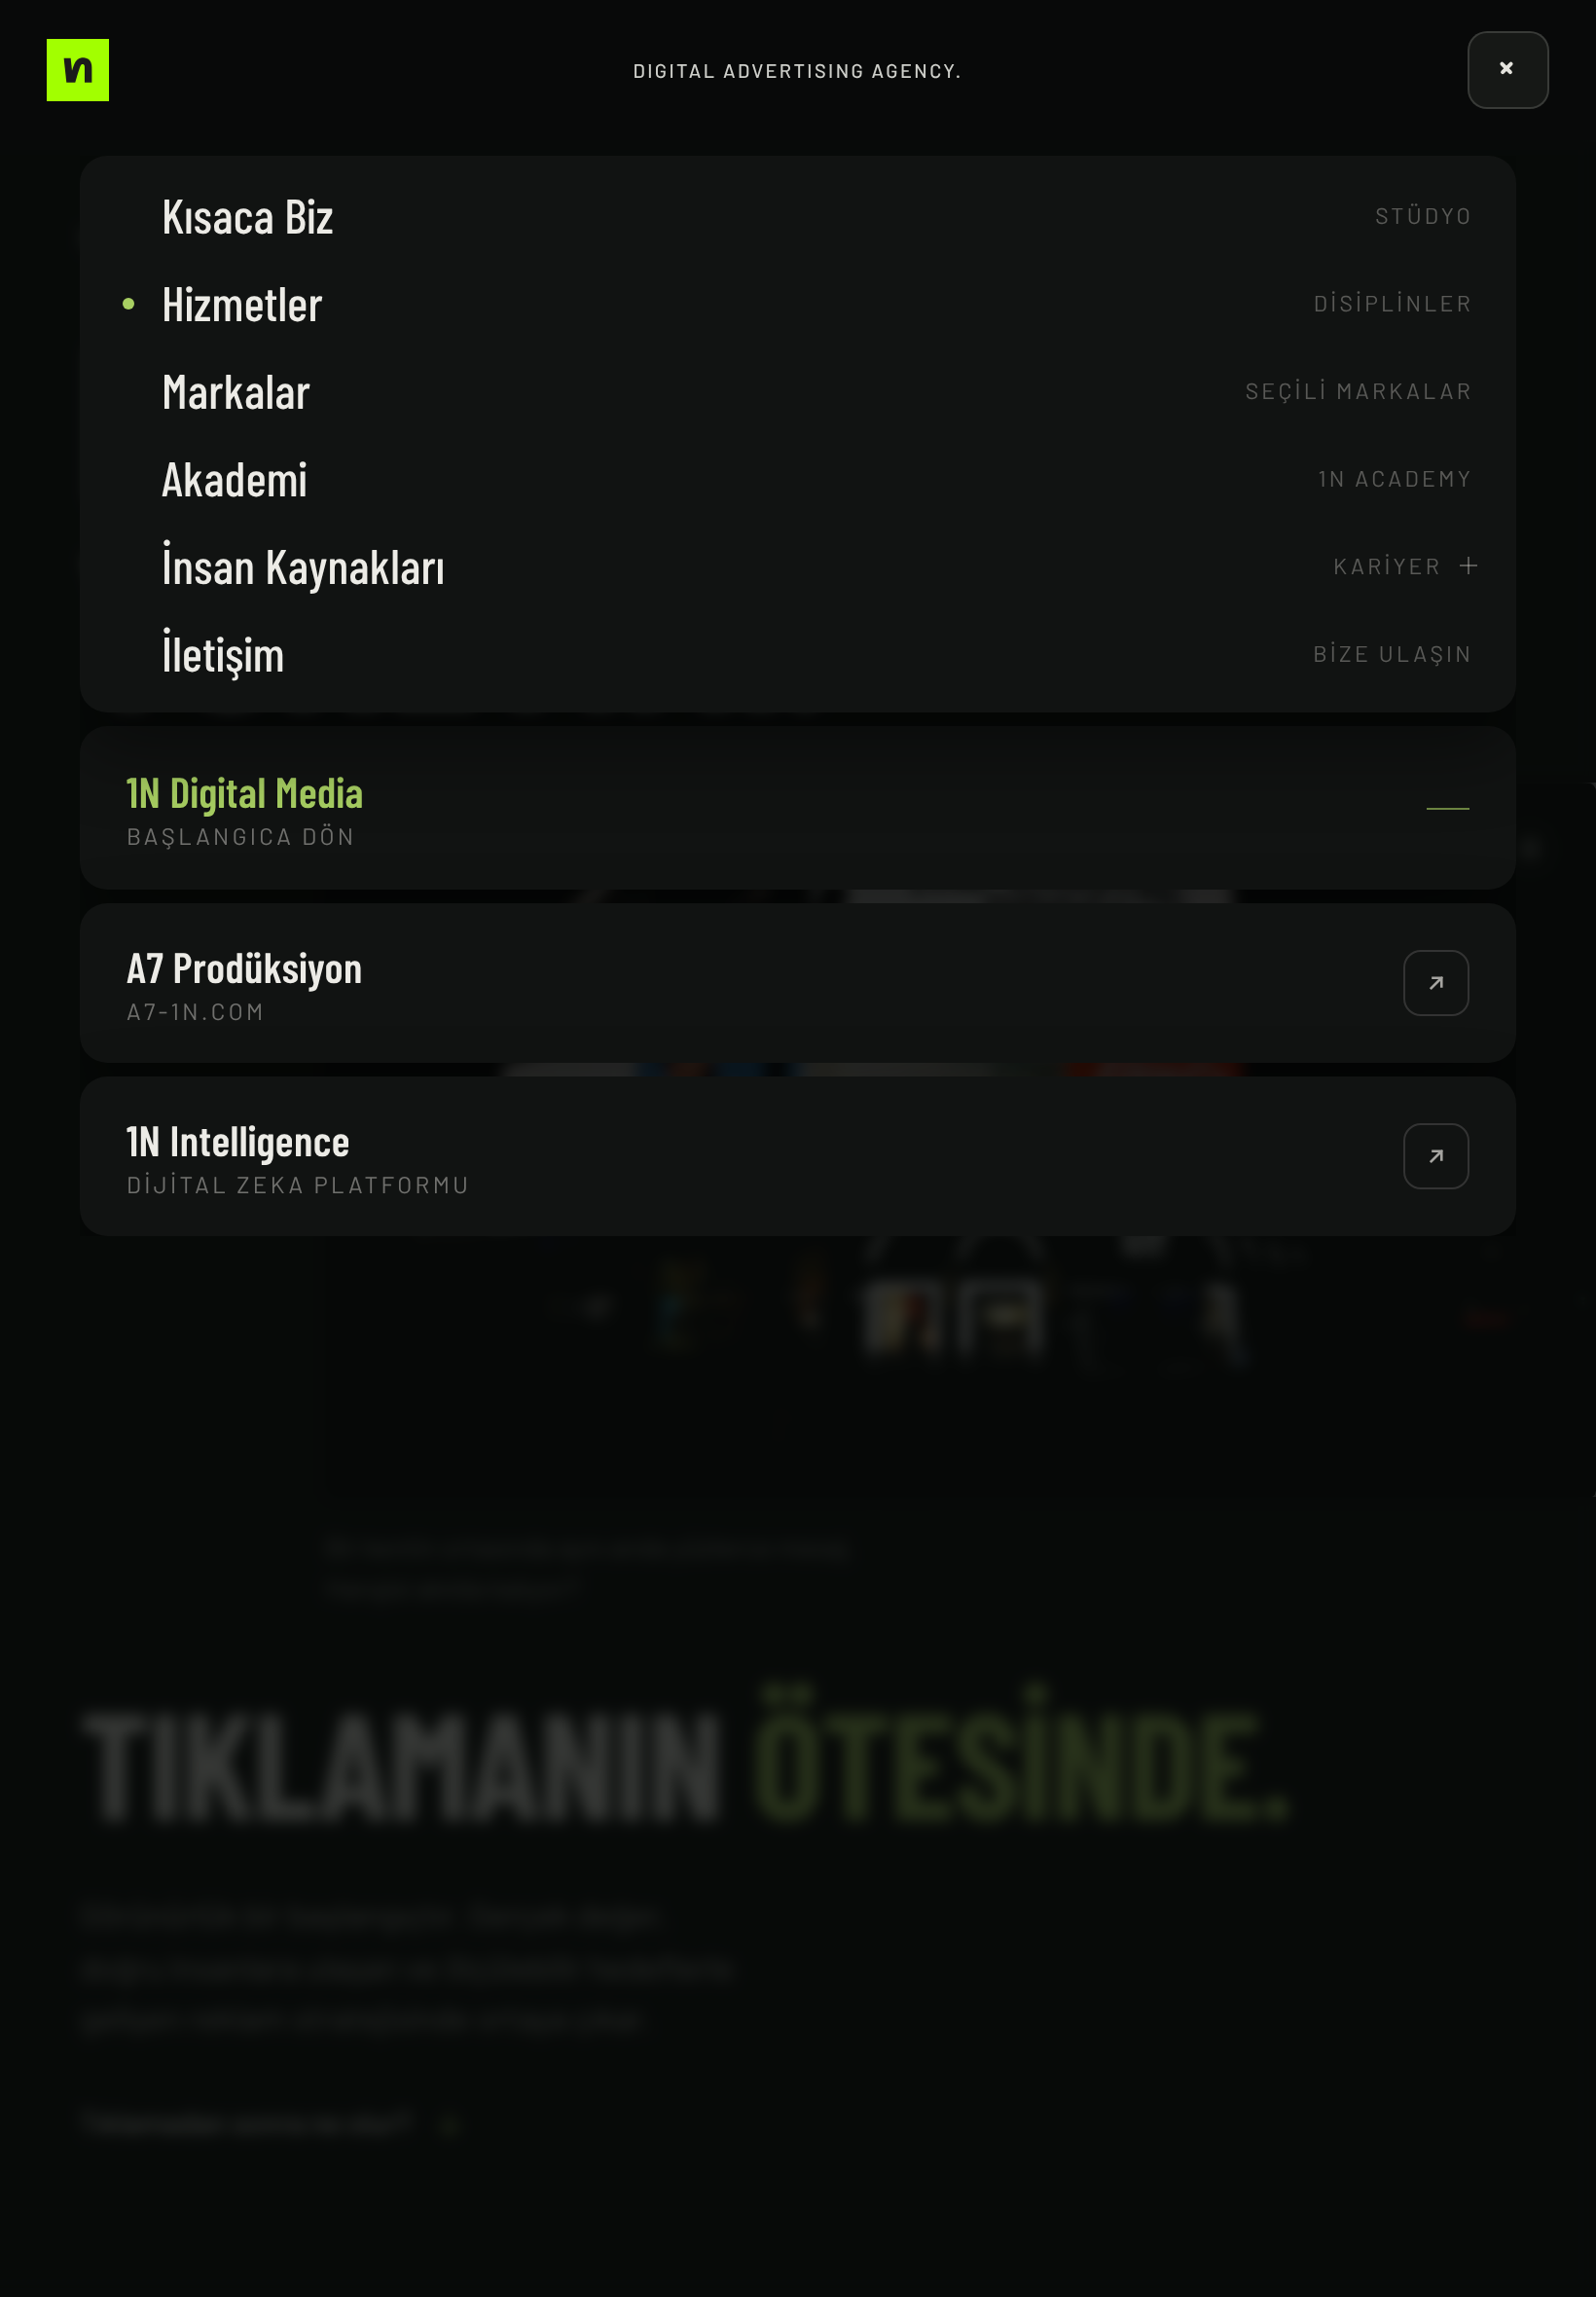 n
DIGITAL ADVERTISING AGENCY.
Kısaca Biz STÜDYO
Hizmetler DİSİPLİNLER
Markalar SEÇİLİ MARKALAR
Akademi 1N ACADEMY
İnsan Kaynakları KARİYER +
İletişim BİZE ULAŞIN
1N Digital Media
BAŞLANGICA DÖN
A7 Prodüksiyon
A7-1N.COM
1N Intelligence
DİJİTAL ZEKA PLATFORMU
TIKLAMANIN ÖTESİNDE.